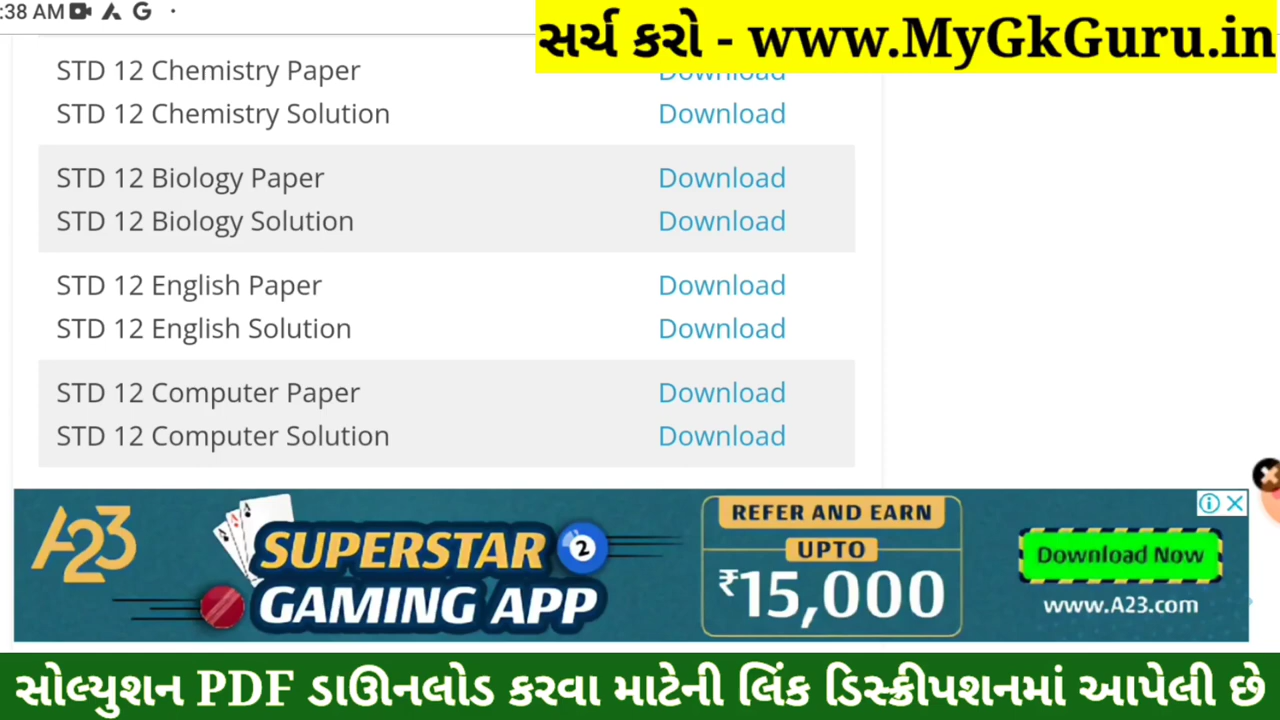 :38 AM
સર્ચ કરો - www.MyGkGuru.in
STD 12 Chemistry Paper Download
STD 12 Chemistry Solution Download
STD 12 Biology Paper Download
STD 12 Biology Solution Download
STD 12 English Paper Download
STD 12 English Solution Download
STD 12 Computer Paper Download
STD 12 Computer Solution Download
A23
SUPERSTAR 2
GAMING APP
REFER AND EARN
UPTO
₹15,000
Download Now
www.A23.com
સોલ્યુશન PDF ડાઊનલોડ કરવા માટેની લિંક ડિસ્ક્રીપશનમાં આપેલી છે